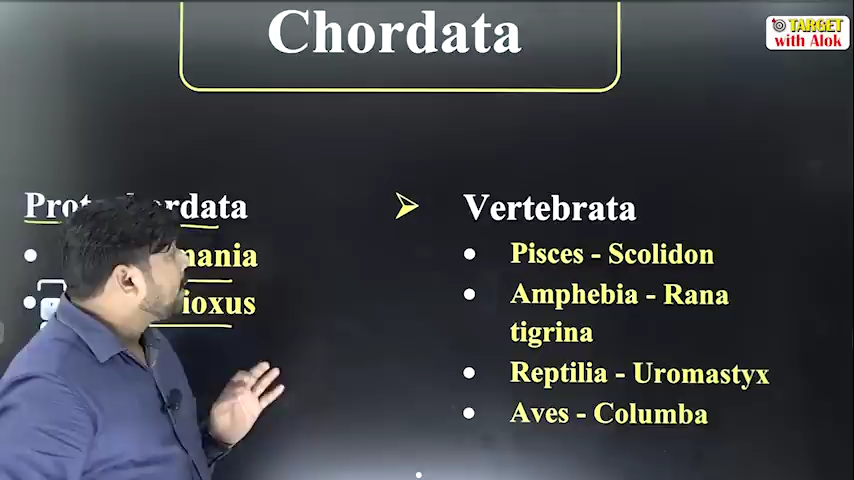 Chordata
TARGET
with Alok
Vertebrata
Pisces - Scolidon
Amphebia - Rana
tigrina
Reptilia - Uromastyx
Aves - Columba